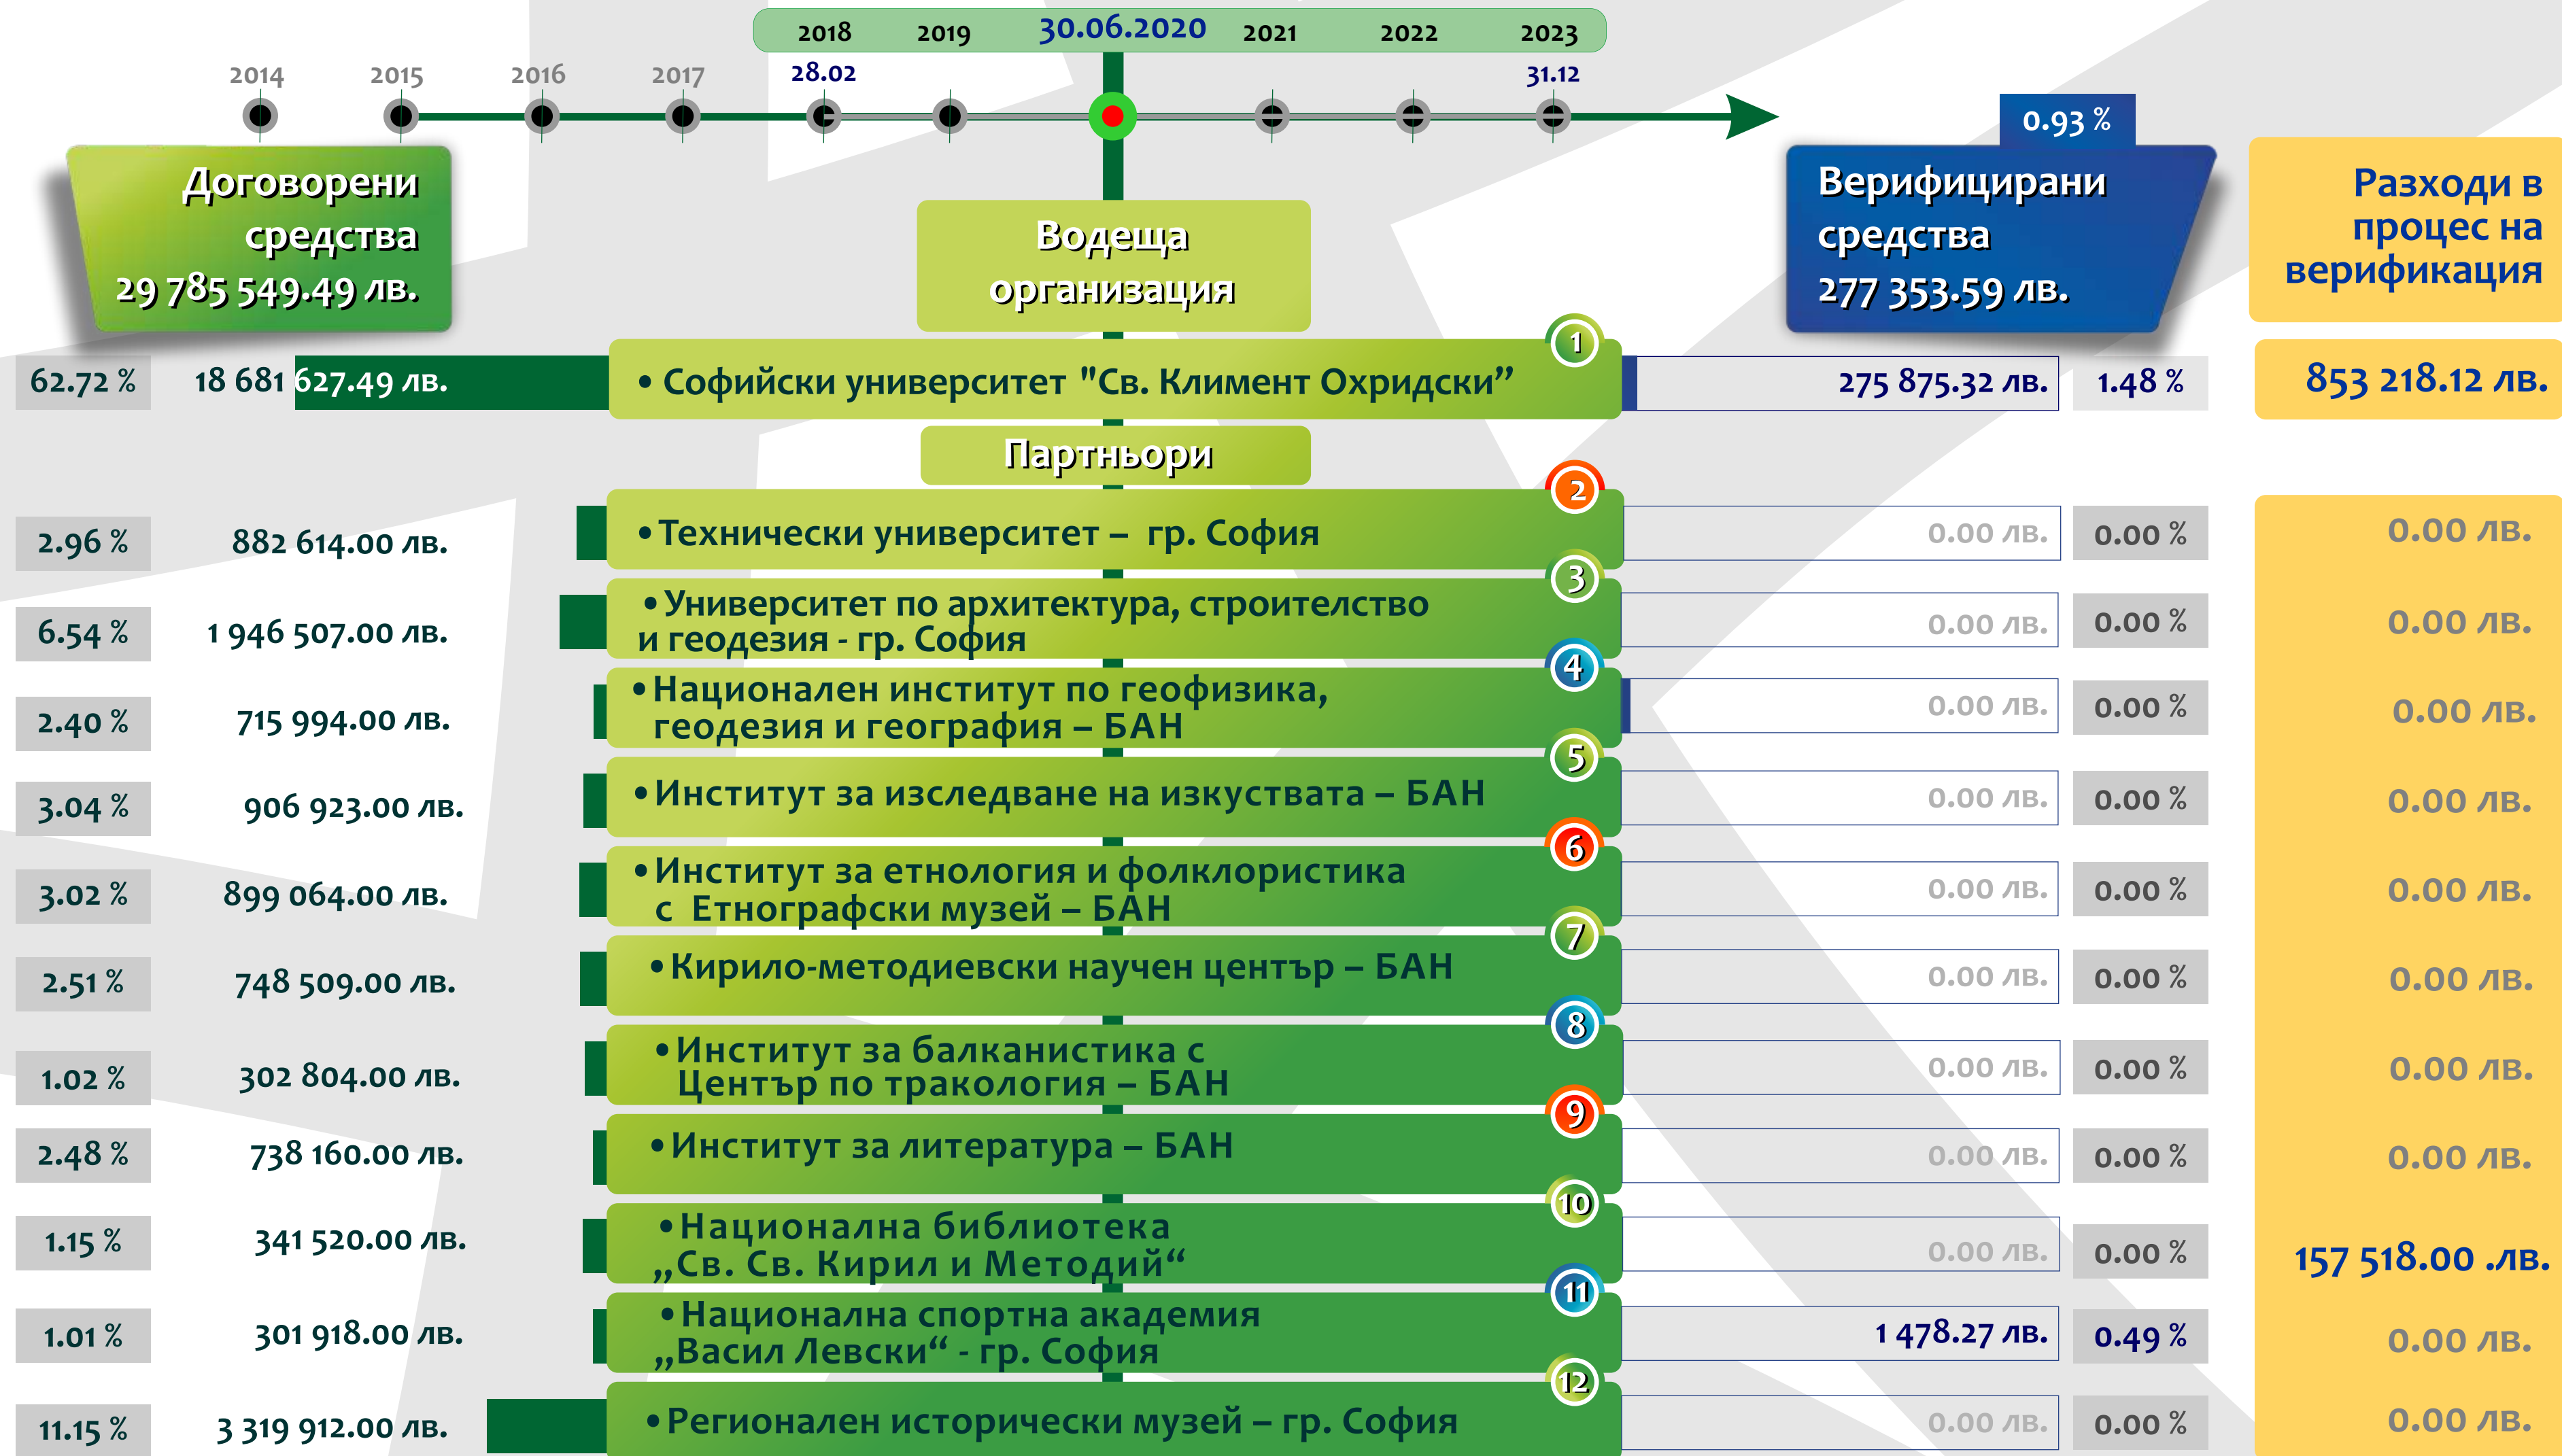 2014 2015 2016 2017 2018 2019 30.06.2020 2021 2022 2023
28.02 31.12
Договорени
средства
29 785 549.49 лв.
Водеща
организация
0.93 %
Верифицирани
средства
277 353.59 лв.
Разходи в
процес на
верификация
62.72 % 18 681 627.49 лв. • Софийски университет "Св. Климент Охридски” 1 275 875.32 лв. 1.48 % 853 218.12 лв.
Партньори
2.96 % 882 614.00 лв. • Технически университет – гр. София 2 0.00 лв. 0.00 % 0.00 лв.
6.54 % 1 946 507.00 лв. • Университет по архитектура, строителство
и геодезия - гр. София 3 0.00 лв. 0.00 % 0.00 лв.
2.40 % 715 994.00 лв. • Национален институт по геофизика,
геодезия и география – БАН 4 0.00 лв. 0.00 % 0.00 лв.
3.04 % 906 923.00 лв. • Институт за изследване на изкуствата – БАН 5 0.00 лв. 0.00 % 0.00 лв.
3.02 % 899 064.00 лв. • Институт за етнология и фолклористика
с Етнографски музей – БАН 6 0.00 лв. 0.00 % 0.00 лв.
2.51 % 748 509.00 лв. • Кирило-методиевски научен център – БАН 7 0.00 лв. 0.00 % 0.00 лв.
1.02 % 302 804.00 лв. • Институт за балканистика с
Център по тракология – БАН 8 0.00 лв. 0.00 % 0.00 лв.
2.48 % 738 160.00 лв. • Институт за литература – БАН 9 0.00 лв. 0.00 % 0.00 лв.
1.15 % 341 520.00 лв. • Национална библиотека
„Св. Св. Кирил и Методий“ 10 0.00 лв. 0.00 % 157 518.00 .лв.
1.01 % 301 918.00 лв. • Национална спортна академия
„Васил Левски“ - гр. София 11 1 478.27 лв. 0.49 % 0.00 лв.
11.15 % 3 319 912.00 лв. • Регионален исторически музей – гр. София 12 0.00 лв. 0.00 % 0.00 лв.